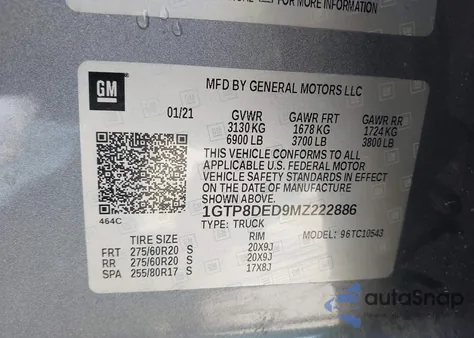 MORE INFORMATION
GM
MFD BY GENERAL MOTORS LLC
01/21 GVWR GAWR FRT GAWR RR
3130 KG 1678 KG 1724 KG
6900 LB 3700 LB 3800 LB
THIS VEHICLE CONFORMS TO ALL
APPLICABLE U.S. FEDERAL MOTOR
VEHICLE SAFETY STANDARDS IN
EFFECT ON THE DATE OF MANUFACTURE
SHOWN ABOVE.
1GTP8DED9MZ222886
TYPE: TRUCK MODEL: 96TC10543
464C
TIRE SIZE RIM
FRT 275/60R20 S 20X9J
RR 275/60R20 S 20X9J
SPA 255/80R17 S 17X8J
autoSnap